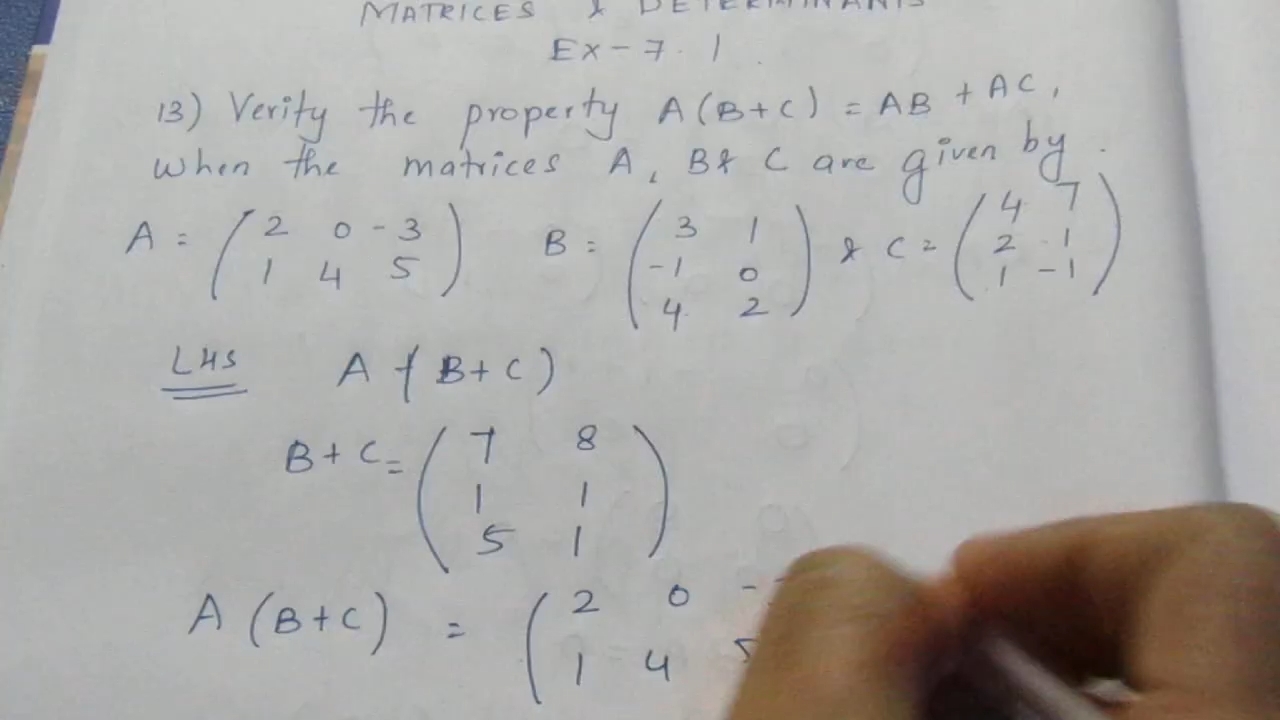 MATRICES & DETERMINANTS
Ex-7.1
13) Verify the property A(B+C) = AB + AC,
when the matrices A, B & C are given by.
A = (2 0 -3
1 4 5) B = (3 1
-1 0
4 2) & C = (4 7
2 1
1 -1)
LHS A (B+C)
B+C = (7 8
1 1
5 1)
A (B+C) = (2 0 -
1 4 5